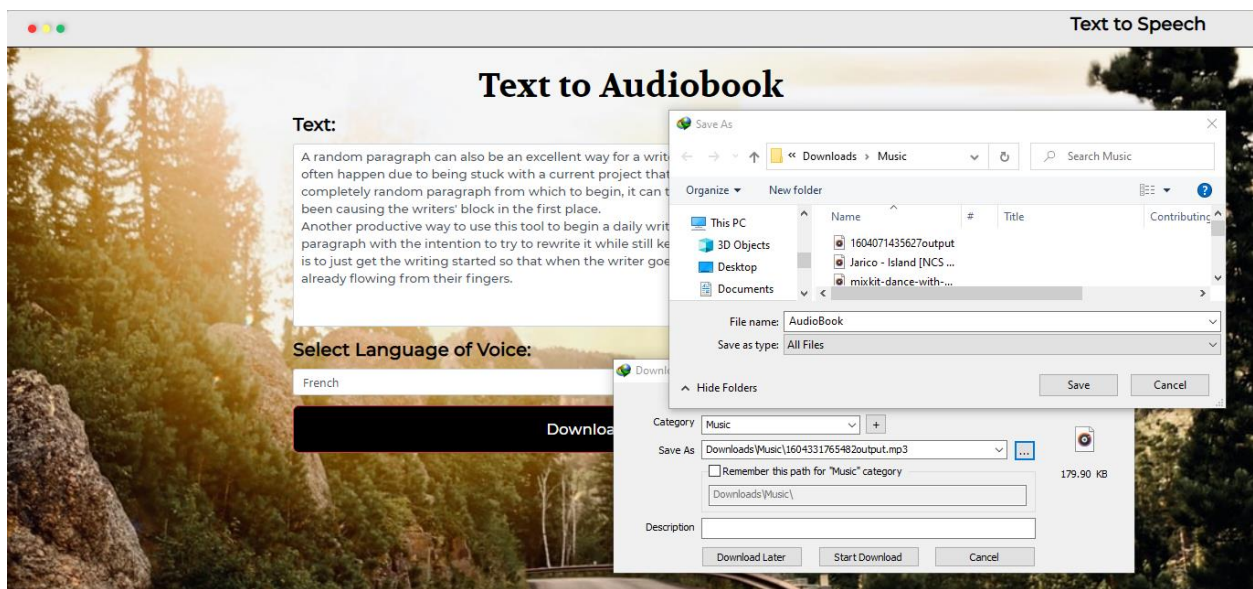 Text to Speech
Text to Audiobook
Text:
A random paragraph can also be an excellent way for a
often happen due to being stuck with a current project that
completely random paragraph from which to begin, it can
been causing the writers' block in the first place.
Another productive way to use this tool to begin a daily
paragraph with the intention to try to rewrite it while still
is to just get the writing started so that when the writer
already flowing from their fingers.
Select Language of Voice:
French
Save As
« Downloads › Music
Search Music
Organize
New folder
Name
#
Title
Contributing
This PC
3D Objects
Desktop
Documents
1604071435627output
Jarico - Island [NCS ...
mixkit-dance-with-...
File name: AudioBook
Save as type: All Files
Hide Folders
Save
Cancel
Category Music
+
Save As Downloads\Music\1604331765482output.mp3
...
Remember this path for "Music" category
Downloads\Music\
179.90 KB
Description
Download Later
Start Download
Cancel